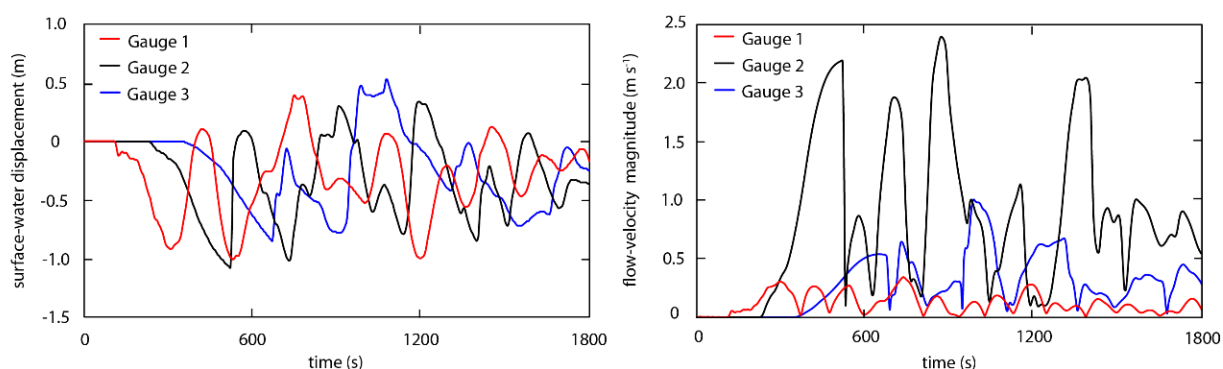 surface-water displacement (m)
1.0
0.5
0
-0.5
-1.0
-1.5
Gauge 1
Gauge 2
Gauge 3
0
600
1200
1800
time (s)
flow-velocity magnitude (m s⁻¹)
2.5
2.0
1.5
1.0
0.5
0
Gauge 1
Gauge 2
Gauge 3
0
600
1200
1800
time (s)